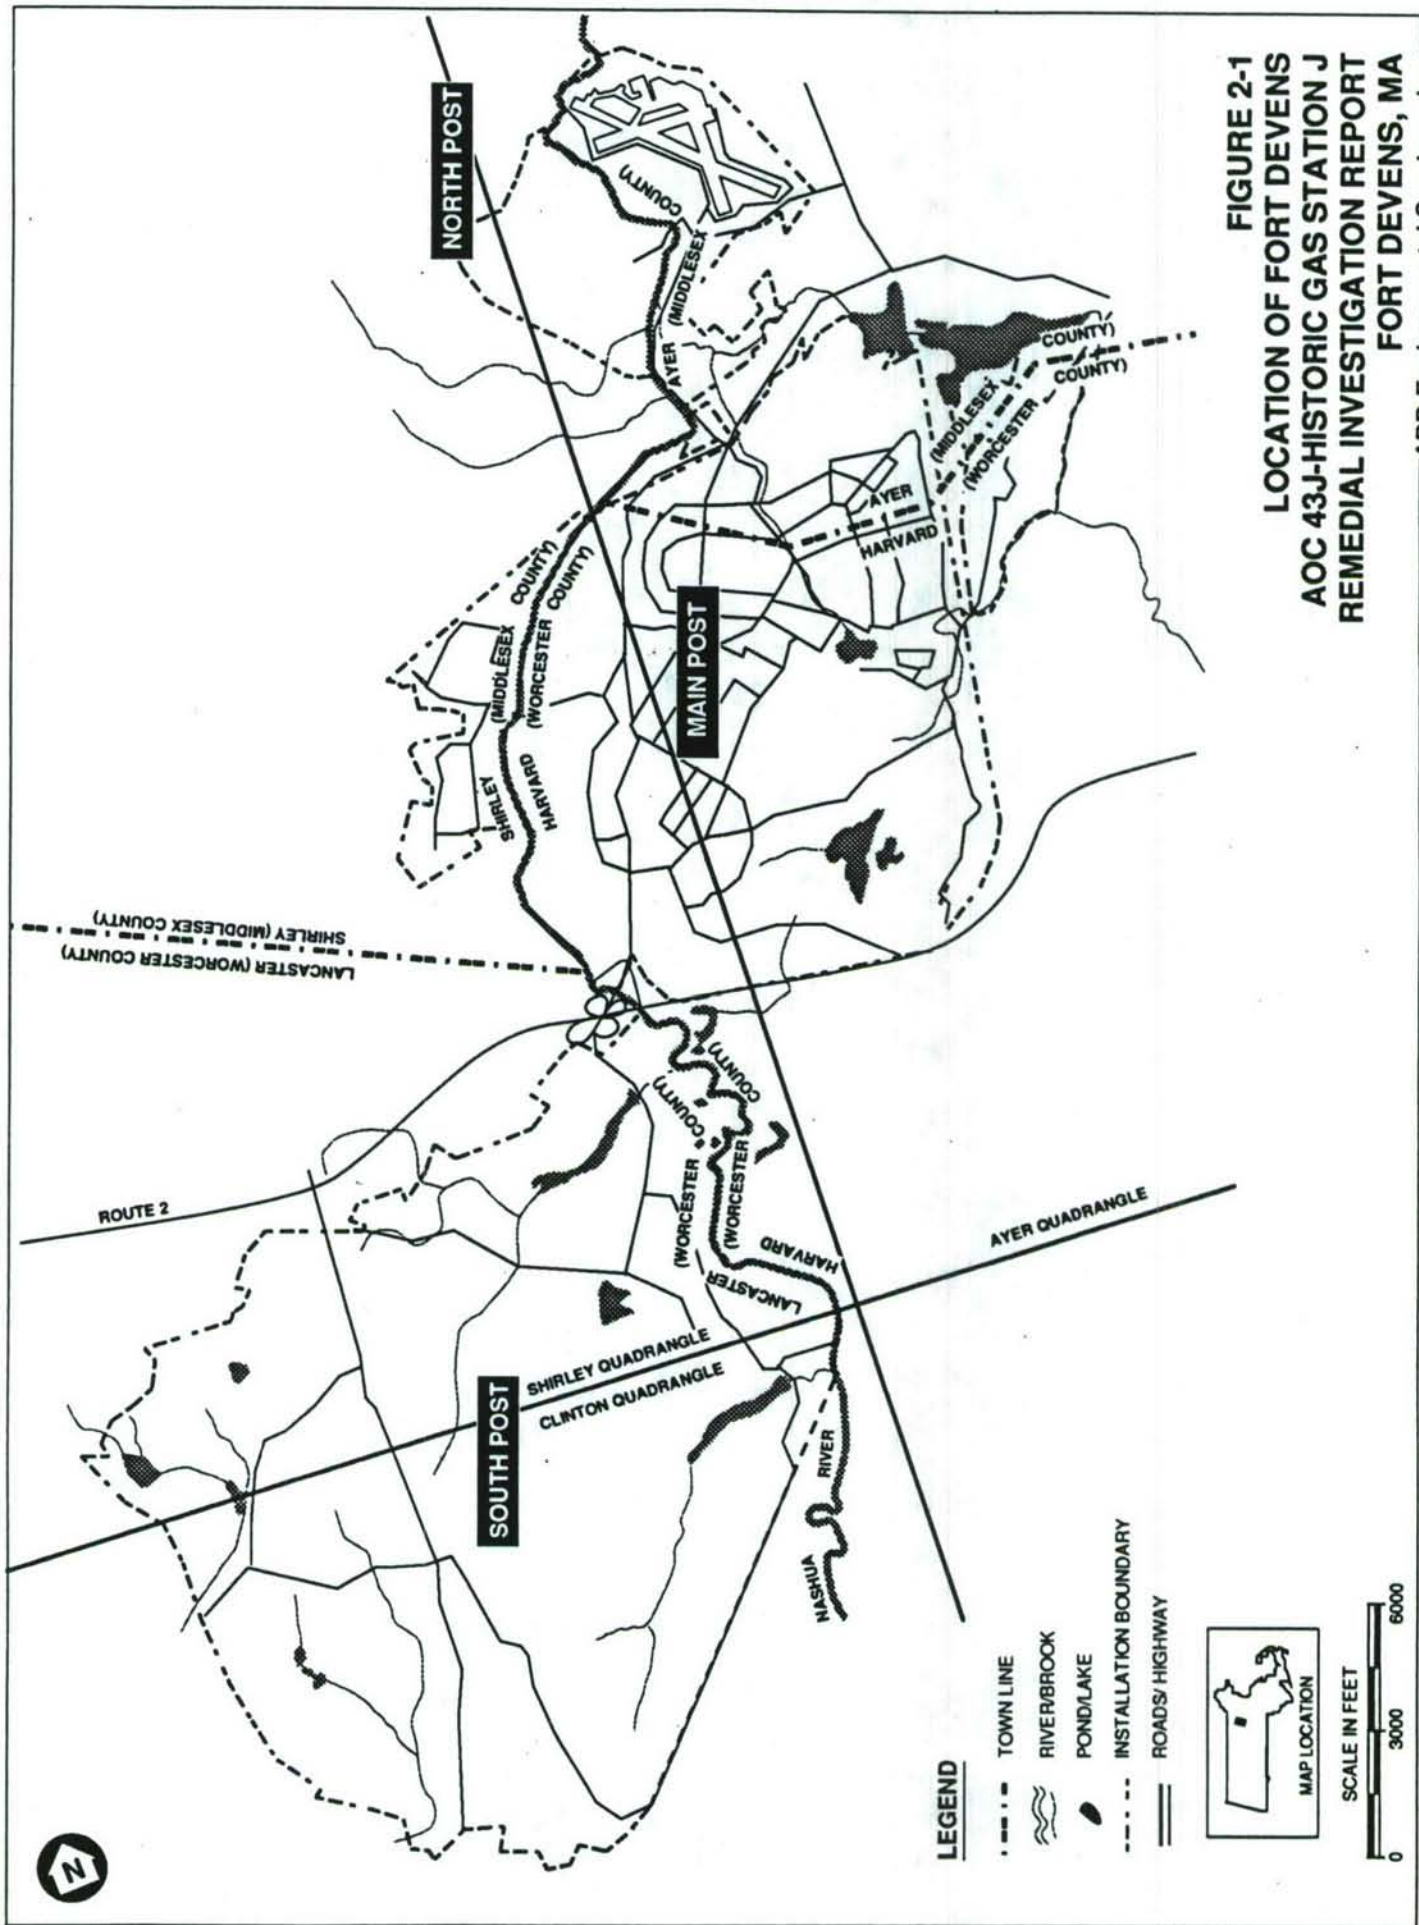 N
NORTH POST
COUNTY)
(MIDDLESEX
AYER
SHIRLEY (MIDDLESEX COUNTY)
LANCASTER (WORCESTER COUNTY)
(MIDDLESEX COUNTY)
(WORCESTER COUNTY)
SHIRLEY
HARVARD
MAIN POST
AYER
HARVARD
(MIDDLESEX
COUNTY)
(WORCESTER
COUNTY)
ROUTE 2
(WORCESTER COUNTY)
(WORCESTER COUNTY)
LANCASTER
HARVARD
SHIRLEY QUADRANGLE
CLINTON QUADRANGLE
AYER QUADRANGLE
SOUTH POST
NASHUA RIVER
LEGEND
TOWN LINE
RIVER/BROOK
POND/LAKE
INSTALLATION BOUNDARY
ROADS/ HIGHWAY
MAP LOCATION
SCALE IN FEET
0 3000 6000
FIGURE 2-1
LOCATION OF FORT DEVENS
AOC 43J-HISTORIC GAS STATION J
REMEDIAL INVESTIGATION REPORT
FORT DEVENS, MA